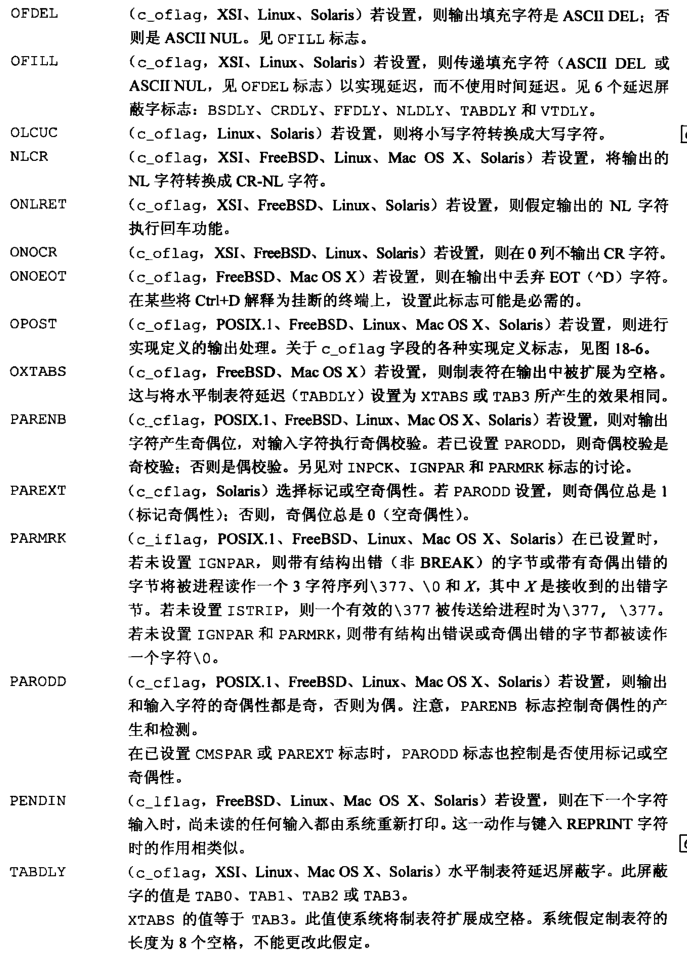 OFDEL (c_oflag，XSI、Linux、Solaris）若设置，则输出填充字符是 ASCII DEL；否
则是 ASCII NUL。见 OFILL 标志。
OFILL (c_oflag，XSI、Linux、Solaris）若设置，则传递填充字符（ASCII DEL 或
ASCII NUL，见 OFDEL 标志）以实现延迟，而不使用时间延迟。见 6 个延迟屏
蔽字标志：BSDLY、CRDLY、FFDLY、NLDLY、TABDLY 和 VTDLY。
OLCUC (c_oflag，Linux、Solaris）若设置，则将小写字符转换成大写字符。
NLCR (c_oflag，XSI、FreeBSD、Linux、Mac OS X、Solaris）若设置，将输出的
NL 字符转换成 CR-NL 字符。
ONLRET (c_oflag，XSI、FreeBSD、Linux、Solaris）若设置，则假定输出的 NL 字符
执行回车功能。
ONOCR (c_oflag，XSI、FreeBSD、Linux、Solaris）若设置，则在 0 列不输出 CR 字符。
ONOEOT (c_oflag，FreeBSD、Mac OS X）若设置，则在输出中丢弃 EOT（^D）字符。
在某些将 Ctrl+D 解释为挂断的终端上，设置此标志可能是必需的。
OPOST (c_oflag，POSIX.1、FreeBSD、Linux、Mac OS X、Solaris）若设置，则进行
实现定义的输出处理。关于 c_oflag 字段的各种实现定义标志，见图 18-6。
OXTABS (c_oflag，FreeBSD、Mac OS X）若设置，则制表符在输出中被扩展为空格。
这与将水平制表符延迟（TABDLY）设置为 XTABS 或 TAB3 所产生的效果相同。
PARENB (c_cflag，POSIX.1、FreeBSD、Linux、Mac OS X、Solaris）若设置，则对输出
字符产生奇偶位，对输入字符执行奇偶校验。若已设置 PARODD，则奇偶校验是
奇校验；否则是偶校验。另见对 INPCK、IGNPAR 和 PARMRK 标志的讨论。
PAREXT (c_cflag，Solaris）选择标记或空奇偶性。若 PARODD 设置，则奇偶位总是 1
（标记奇偶性）；否则，奇偶位总是 0（空奇偶性）。
PARMRK (c_iflag，POSIX.1、FreeBSD、Linux、Mac OS X、Solaris）在已设置时，
若未设置 IGNPAR，则带有结构出错（非 BREAK）的字节或带有奇偶出错的
字节将被进程读作一个 3 字符序列\377、\0 和 X，其中 X 是接收到的出错字
节。若未设置 ISTRIP，则一个有效的\377 被传送给进程时为\377, \377。
若未设置 IGNPAR 和 PARMRK，则带有结构出错误或奇偶出错的字节都被读作
一个字符\0。
PARODD (c_cflag，POSIX.1、FreeBSD、Linux、Mac OS X、Solaris）若设置，则输出
和输入字符的奇偶性都是奇，否则为偶。注意，PARENB 标志控制奇偶性的产
生和检测。
在已设置 CMSPAR 或 PAREXT 标志时，PARODD 标志也控制是否使用标记或空
奇偶性。
PENDIN (c_lflag，FreeBSD、Linux、Mac OS X、Solaris）若设置，则在下一个字符
输入时，尚未读的任何输入都由系统重新打印。这一动作与键入 REPRINT 字符
时的作用相类似。
TABDLY (c_oflag，XSI、Linux、Mac OS X、Solaris）水平制表符延迟屏蔽字。此屏蔽
字的值是 TAB0、TAB1、TAB2 或 TAB3。
XTABS 的值等于 TAB3。此值使系统将制表符扩展成空格。系统假定制表符的
长度为 8 个空格，不能更改此假定。